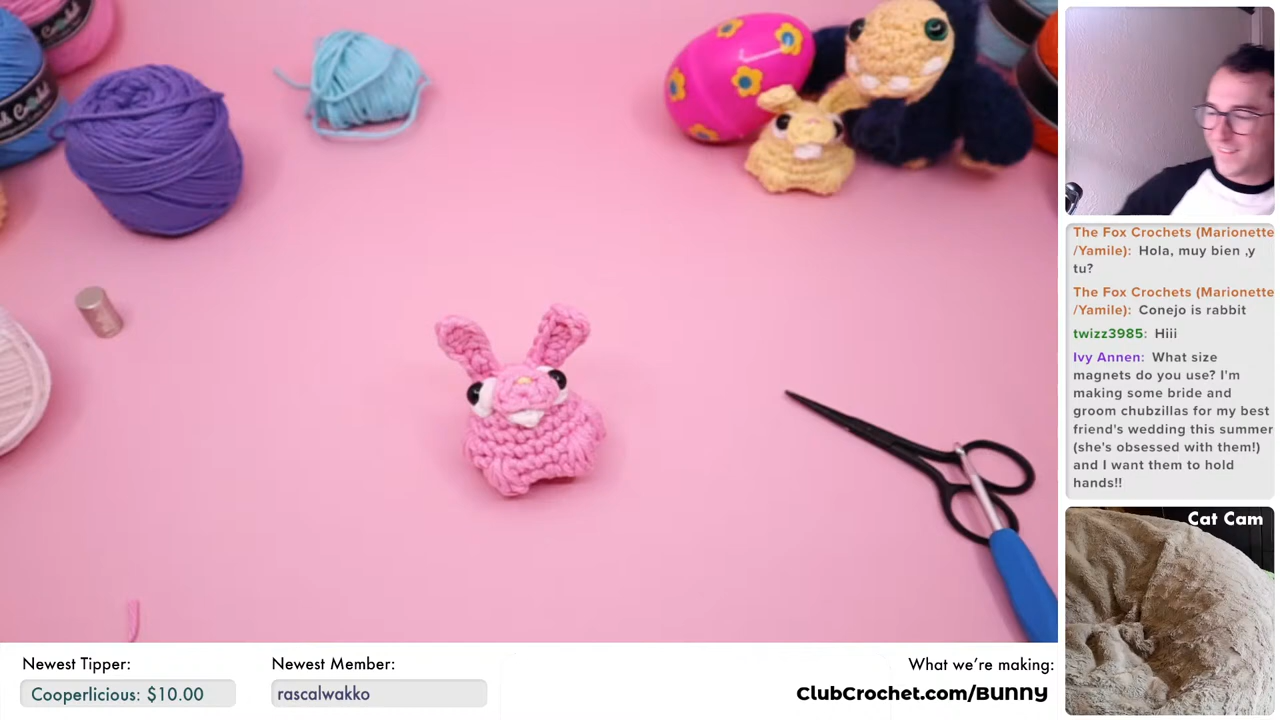 The Fox Crochets (Marionette
/Yamile): Hola, muy bien ,y
tu?
The Fox Crochets (Marionette
/Yamile): Conejo is rabbit
twizz3985: Hiii
Ivy Annen: What size
magnets do you use? I'm
making some bride and
groom chubzillas for my best
friend's wedding this summer
(she's obsessed with them!)
and I want them to hold
hands!!
Cat Cam
Newest Tipper:
Cooperlicious: $10.00
Newest Member:
rascalwakko
What we're making:
ClubCrochet.com/BUNNY